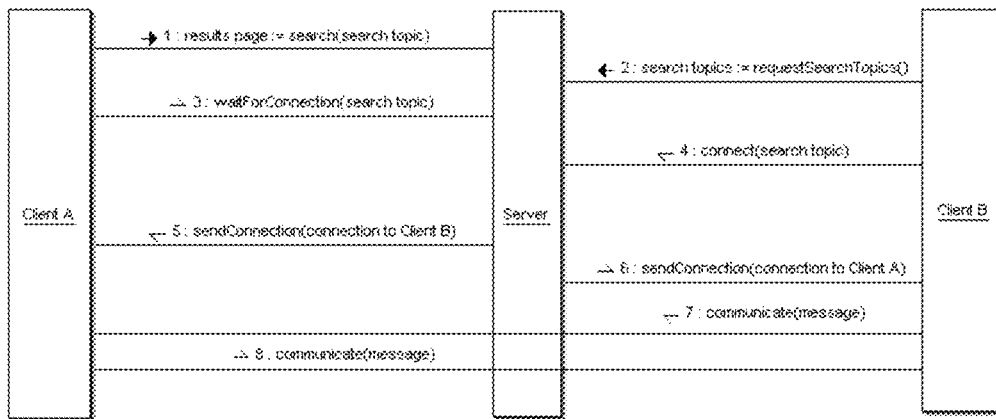 1 : results page := search(search topic)
2 : search topics := requestSearchTopics()
3 : waitForConnection(search topic)
4 : connect(search topic)
Client A
Server
Client B
5 : sendConnection(connection to Client B)
6 : sendConnection(connection to Client A)
7 : communicate(message)
8 : communicate(message)